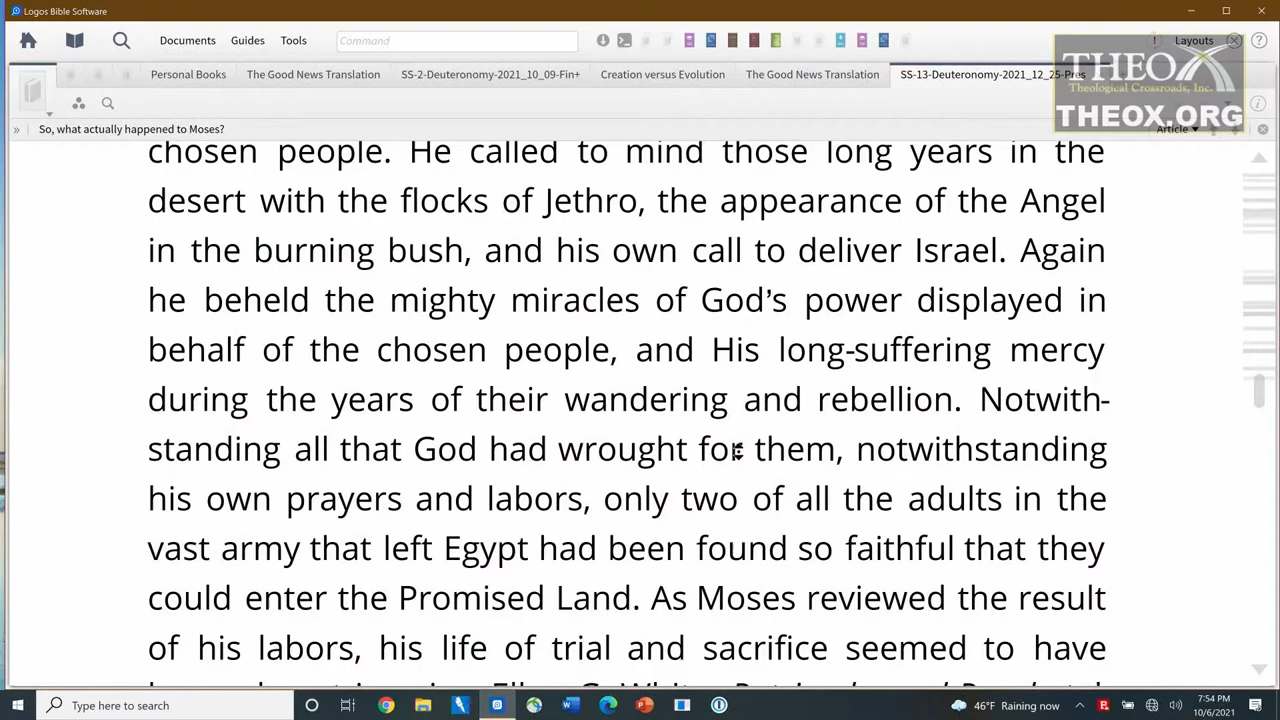 Logos Bible Software
Documents Guides Tools Command Layouts
THEOX
Theological Crossroads, Inc.
THEOX.ORG
Personal Books The Good News Translation 2-Deuteronomy-2021_10_09-Fin+ Creation versus Evolution The Good News Translation SS-13-Deuteronomy-2021_12_25-Pres
» So, what actually happened to Moses? Article
chosen people. He called to mind those long years in the
desert with the flocks of Jethro, the appearance of the Angel
in the burning bush, and his own call to deliver Israel. Again
he beheld the mighty miracles of God's power displayed in
behalf of the chosen people, and His long-suffering mercy
during the years of their wandering and rebellion. Notwith-
standing all that God had wrought for them, notwithstanding
his own prayers and labors, only two of all the adults in the
vast army that left Egypt had been found so faithful that they
could enter the Promised Land. As Moses reviewed the result
of his labors, his life of trial and sacrifice seemed to have
Type here to search 46°F Raining now 7:54 PM
10/6/2021